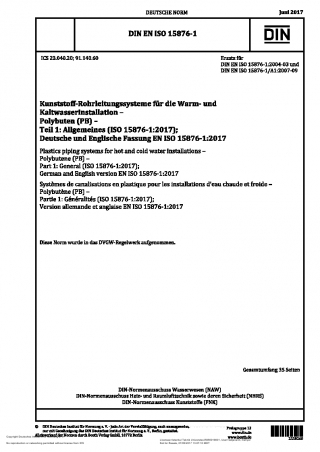 DEUTSCHE NORM
Juni 2017
DIN EN ISO 15876-1
DIN
ICS 23.040.20; 91.140.60
Ersatz für
DIN EN ISO 15876-1:2004-03 und
DIN EN ISO 15876-1/A1:2007-09
Kunststoff-Rohrleitungssysteme für die Warm- und
Kaltwasserinstallation –
Polybuten (PB) –
Teil 1: Allgemeines (ISO 15876-1:2017);
Deutsche und Englische Fassung EN ISO 15876-1:2017
Plastics piping systems for hot and cold water installations –
Polybutene (PB) –
Part 1: General (ISO 15876-1:2017);
German and English version EN ISO 15876-1:2017
Systèmes de canalisations en plastique pour les installations d'eau chaude et froide –
Polybutène (PB) –
Partie 1: Généralités (ISO 15876-1:2017);
Version allemande et anglaise EN ISO 15876-1:2017
Diese Norm wurde in das DVGW-Regelwerk aufgenommen.
Gesamtumfang 35 Seiten
DIN-Normenausschuss Wasserwesen (NAW)
DIN-Normenausschuss Heiz- und Raumlufttechnik sowie deren Sicherheit (NHRS)
DIN-Normenausschuss Kunststoffe (FNK)
© DIN Deutsches Institut für Normung e. V. · Jede Art der Vervielfältigung, auch auszugsweise,
nur mit Genehmigung des DIN Deutsches Institut für Normung e. V., Berlin, gestattet.
Alleinverkauf der Normen durch Beuth Verlag GmbH, 10772 Berlin
Preisgruppe 13
www.din.de
www.beuth.de